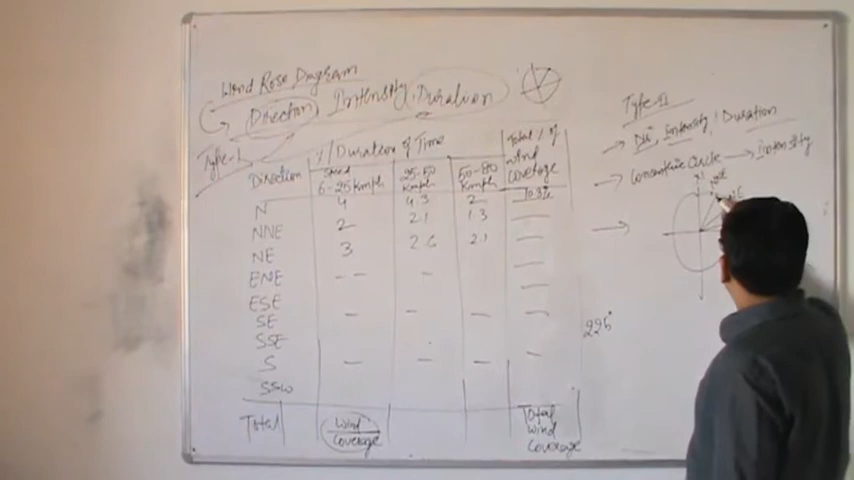 Wind Rose Diagram
Direction Intensity, Duration
Type-I
% Duration of Time
Direction
Speed
6-25 Kmph
25-50
Kmph
50-80
Kmph
Total % of
Wind
coverage
N 4 4.3 2 10.3%
NNE 2 2.1 1.3
NE 3 2.6 2.1
ENE
ESE
SE
SSE
S
SSW
Total
Wind
Coverage
Total
Wind
Coverage
225°
Type-II
Intensity, Duration
Concentric Circle → Intensity
N